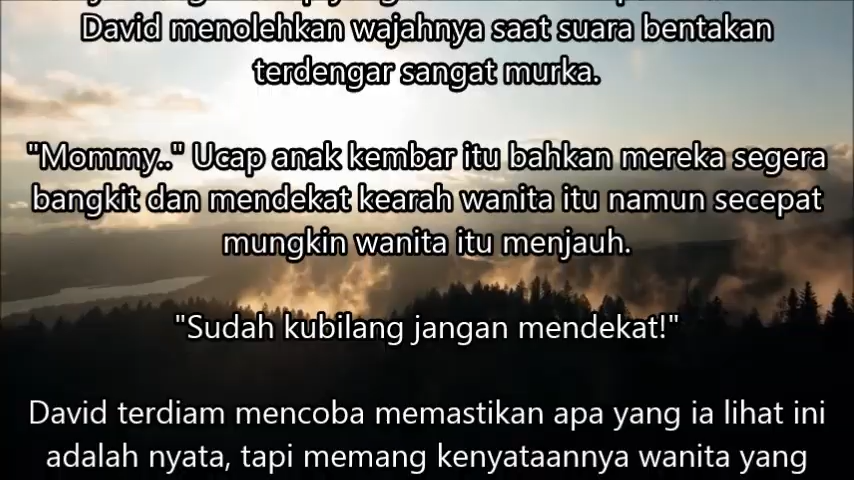 David menolehkan wajahnya saat suara bentakan
terdengar sangat murka.
"Mommy.." Ucap anak kembar itu bahkan mereka segera
bangkit dan mendekat kearah wanita itu namun secepat
mungkin wanita itu menjauh.
"Sudah kubilang jangan mendekat!"
David terdiam mencoba memastikan apa yang ia lihat ini
adalah nyata, tapi memang kenyataannya wanita yang